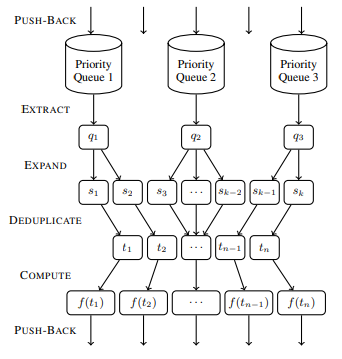 PUSH-BACK
Priority Queue 1
Priority Queue 2
Priority Queue 3
EXTRACT
q₁ q₂ q₃
EXPAND
s₁ s₂ s₃ ⋯ sₖ₋₂ sₖ₋₁ sₖ
DEDUPLICATE
t₁ t₂ ⋯ tₙ₋₁ tₙ
COMPUTE
f(t₁) f(t₂) ⋯ f(tₙ₋₁) f(tₙ)
PUSH-BACK